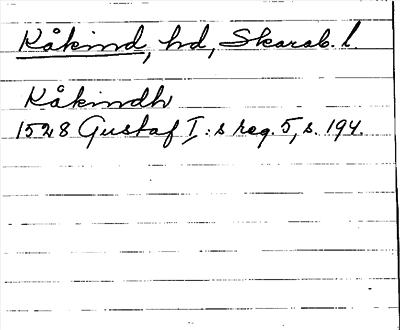 Kåkind, hd, Skarab. l.
Kåkindh
1528 Gustaf I:s reg. 5, s. 194.